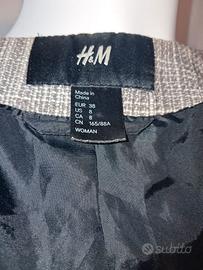 H&M
Made in
China
EUR 38
US 8
CA 8
CN 165/88A
WOMAN
subito